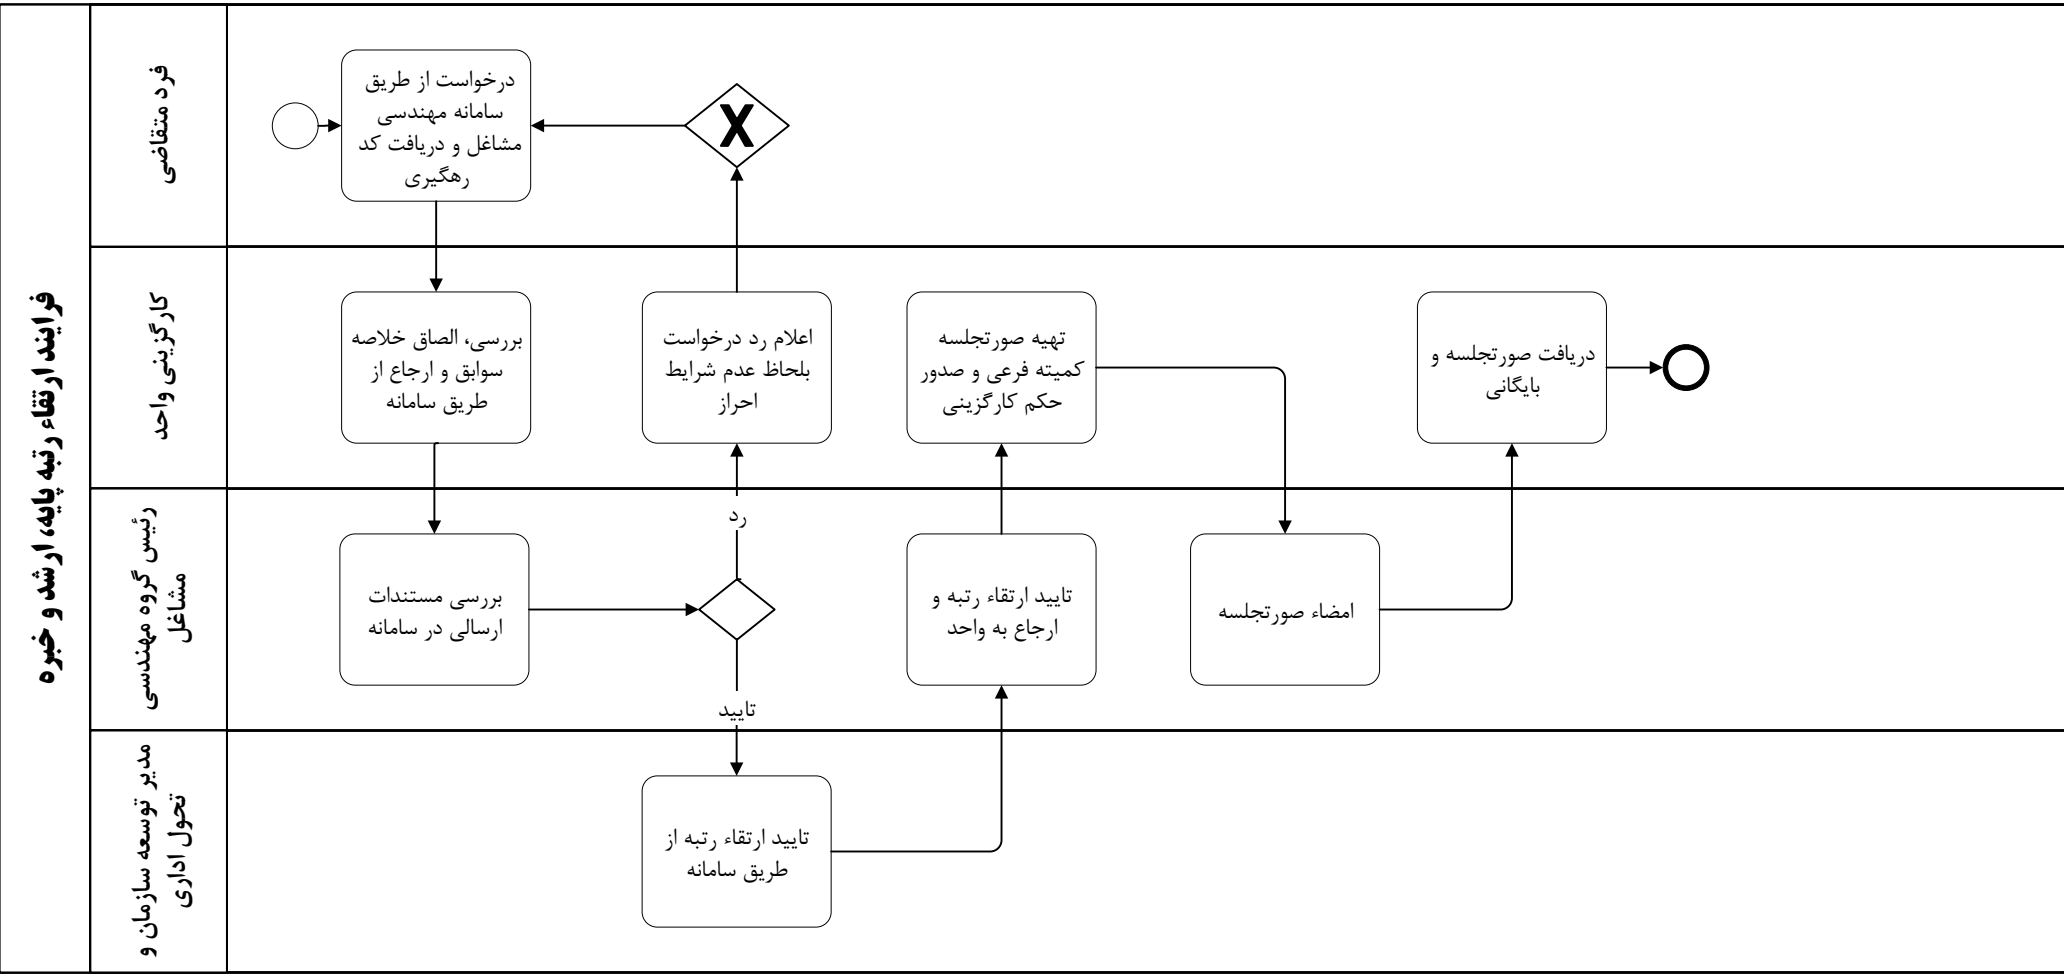 فرایند ارتقاء رتبه پایه، ارشد و خبره
فرد متقاضی
درخواست از طریق
سامانه مهندسی
مشاغل و دریافت کد
رهگیری
X
کارگزینی واحد
بررسی، الصاق خلاصه
سوابق و ارجاع از
طریق سامانه
اعلام رد درخواست
بلحاظ عدم شرایط
احراز
تهیه صورتجلسه
کمیته فرعی و صدور
حکم کارگزینی
دریافت صورتجلسه و
بایگانی
رئیس گروه مهندسی
مشاغل
بررسی مستندات
ارسالی در سامانه
رد
تایید
تایید ارتقاء رتبه و
ارجاع به واحد
امضاء صورتجلسه
مدیر توسعه سازمان و
تحول اداری
تایید ارتقاء رتبه از
طریق سامانه